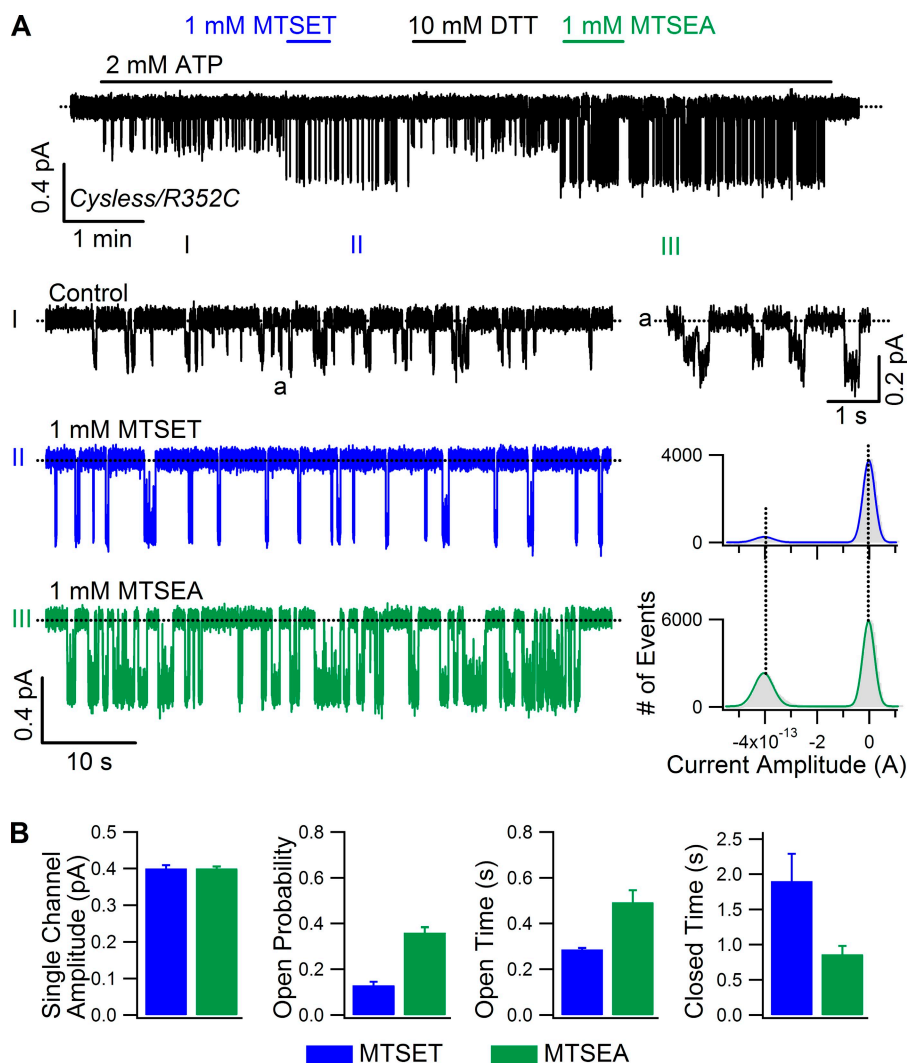 A
1 mM MTSET 10 mM DTT 1 mM MTSEA
2 mM ATP
0.4 pA
Cysless/R352C
1 min
I II III
Control
I
a
a
0.2 pA
1 s
1 mM MTSET
II
4000
0
1 mM MTSEA
III
0.4 pA
10 s
6000
0
# of Events
-4x10⁻¹³ -2 0
Current Amplitude (A)
B
Single Channel
Amplitude (pA)
0.5
0.4
0.3
0.2
0.1
0.0
Open Probability
0.8
0.6
0.4
0.2
0.0
Open Time (s)
0.8
0.6
0.4
0.2
0.0
Closed Time (s)
2.5
2.0
1.5
1.0
0.5
0.0
MTSET MTSEA